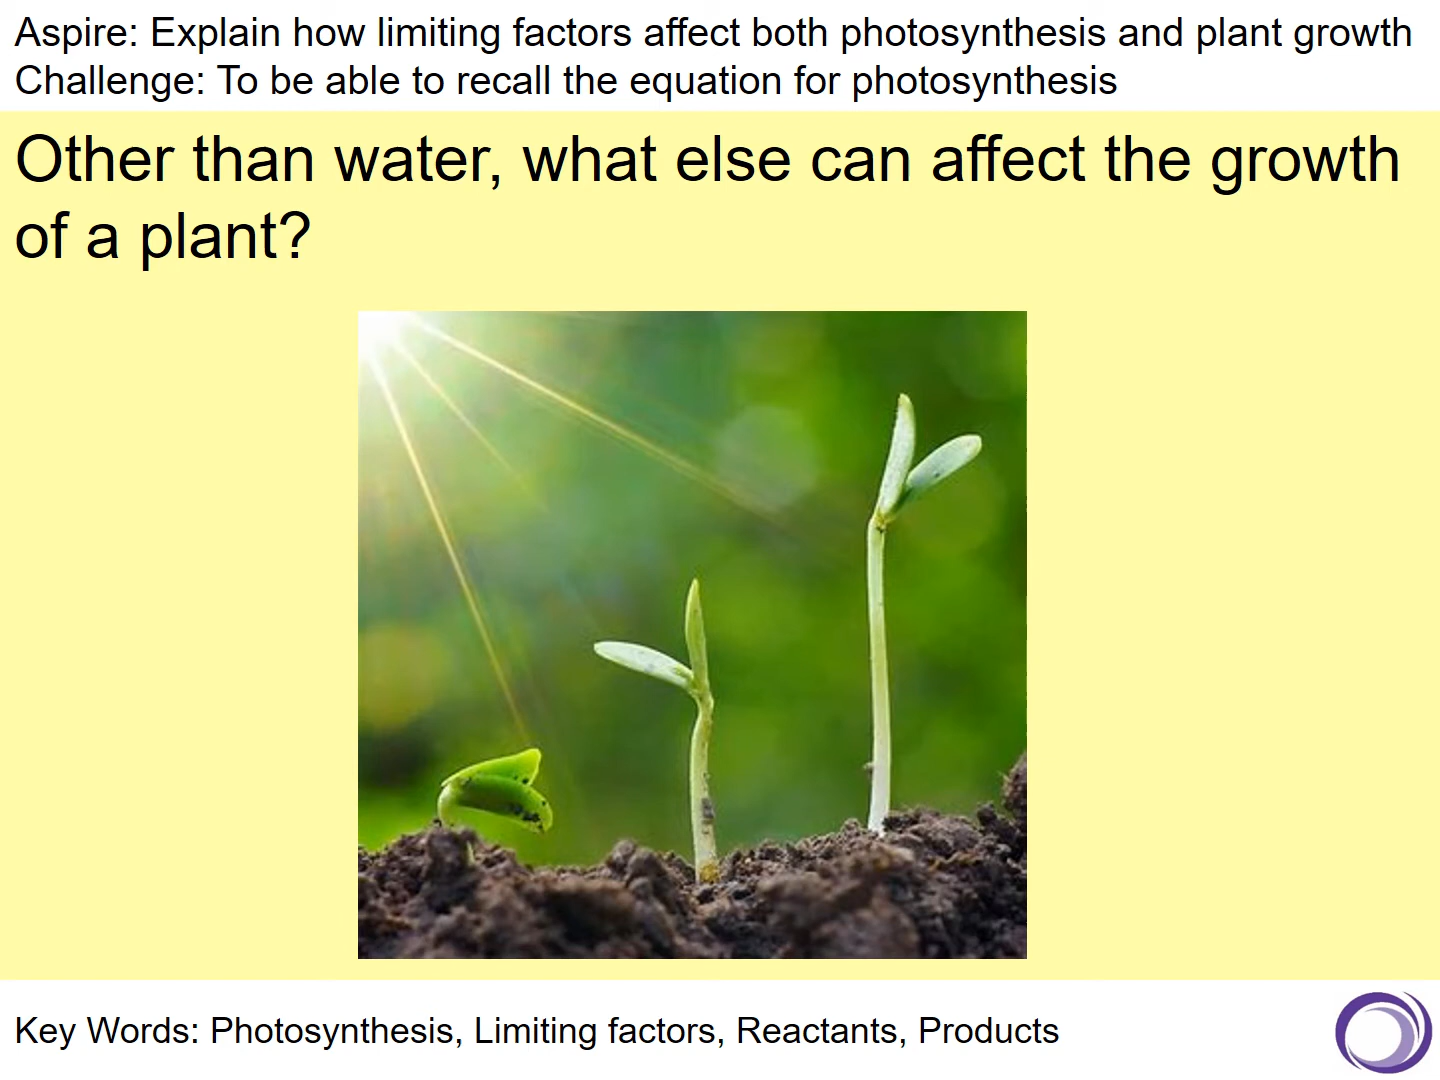 Aspire: Explain how limiting factors affect both photosynthesis and plant growth
Challenge: To be able to recall the equation for photosynthesis
Other than water, what else can affect the growth
of a plant?
Key Words: Photosynthesis, Limiting factors, Reactants, Products